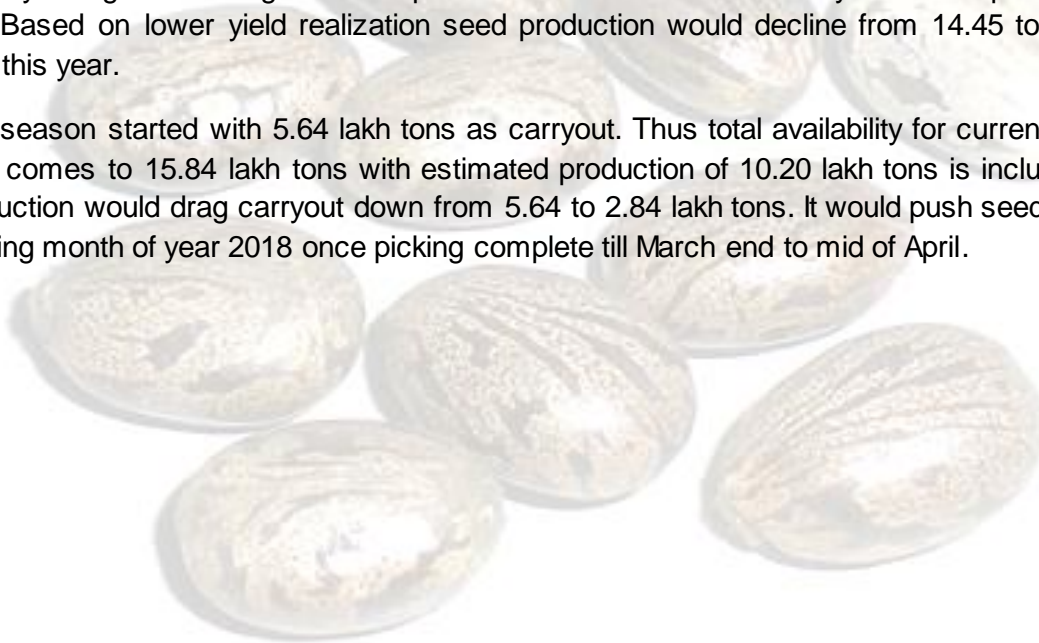 Based on lower yield realization seed production would decline from 14.45 to
this year.
season started with 5.64 lakh tons as carryout. Thus total availability for curren
comes to 15.84 lakh tons with estimated production of 10.20 lakh tons is inclu
uction would drag carryout down from 5.64 to 2.84 lakh tons. It would push seed
ing month of year 2018 once picking complete till March end to mid of April.